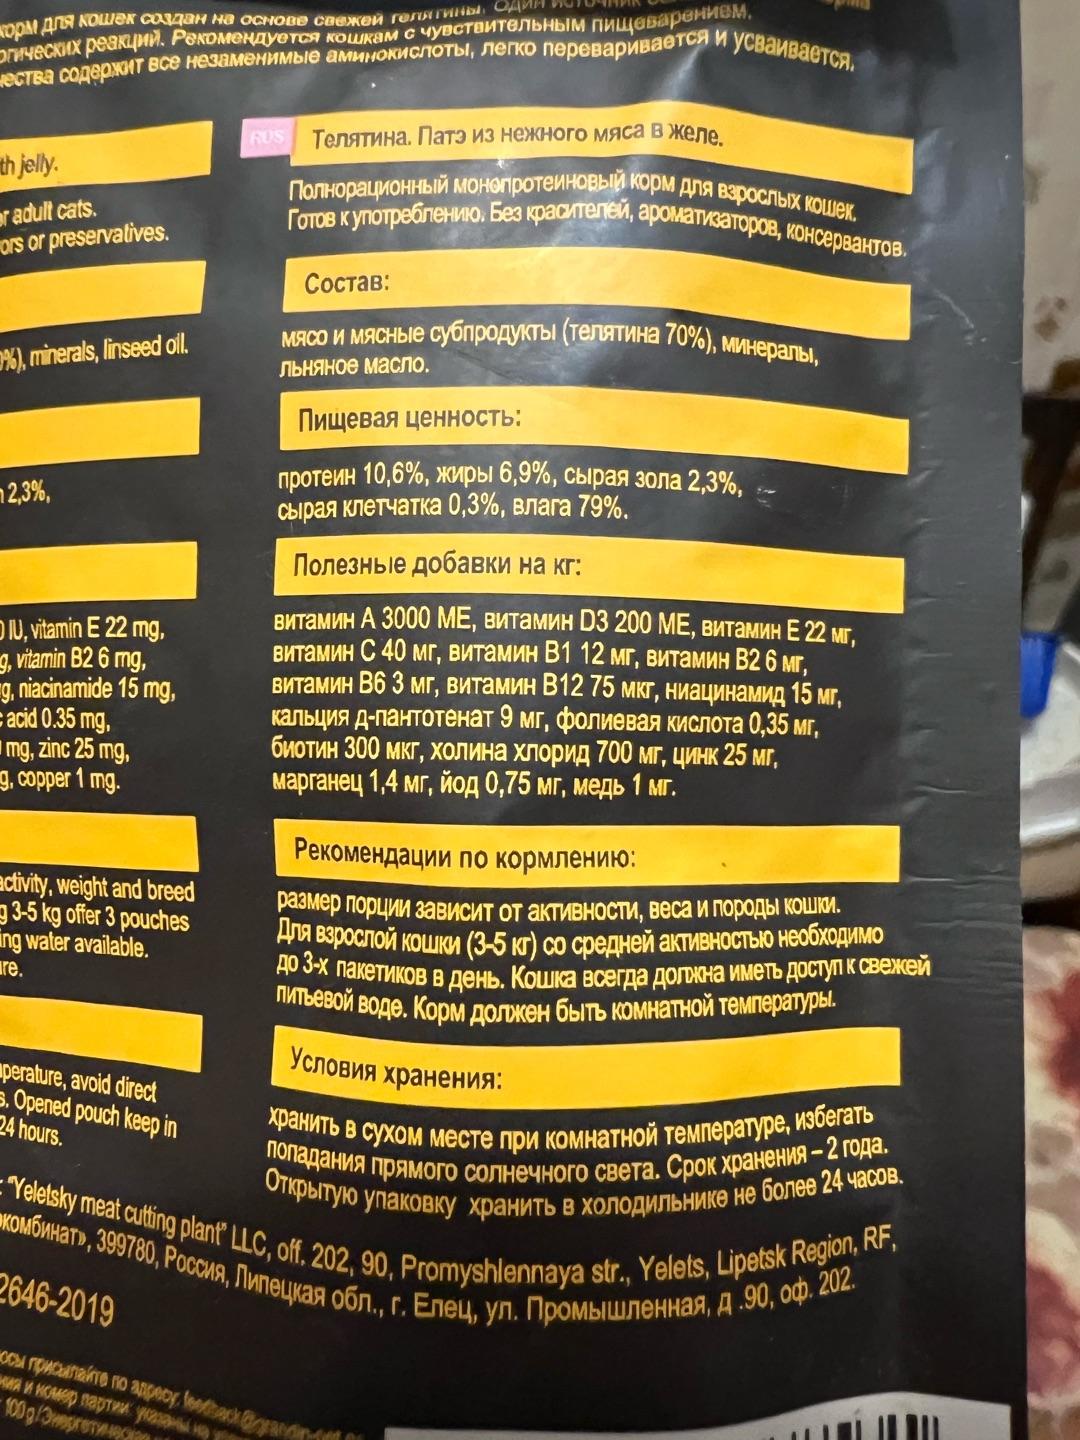 корм для кошек создан на основе свежей телятины. Один
реакций. Рекомендуется кошкам с чувствительным пищеварением.
содержит все незаменимые аминокислоты, легко переваривается и усваивается.
th jelly.
r adult cats.
ors or preservatives.
%), minerals, linseed oil.
2,3%,
IU, vitamin E 22 mg,
g, vitamin B2 6 mg,
g, niacinamide 15 mg,
acid 0.35 mg,
mg, zinc 25 mg,
g, copper 1 mg.
activity, weight and breed
g 3-5 kg offer 3 pouches
ing water available.
re.
perature, avoid direct
s. Opened pouch keep in
24 hours.
RUS
Телятина. Патэ из нежного мяса в желе.
Полнорационный монопротеиновый корм для взрослых кошек.
Готов к употреблению. Без красителей, ароматизаторов, консервантов.
Состав:
мясо и мясные субпродукты (телятина 70%), минералы,
льняное масло.
Пищевая ценность:
протеин 10,6%, жиры 6,9%, сырая зола 2,3%,
сырая клетчатка 0,3%, влага 79%.
Полезные добавки на кг:
витамин А 3000 МЕ, витамин D3 200 МЕ, витамин Е 22 мг,
витамин С 40 мг, витамин В1 12 мг, витамин В2 6 мг,
витамин В6 3 мг, витамин В12 75 мкг, ниацинамид 15 мг,
кальция д-пантотенат 9 мг, фолиевая кислота 0,35 мг,
биотин 300 мкг, холина хлорид 700 мг, цинк 25 мг,
марганец 1,4 мг, йод 0,75 мг, медь 1 мг.
Рекомендации по кормлению:
размер порции зависит от активности, веса и породы кошки.
Для взрослой кошки (3-5 кг) со средней активностью необходимо
до 3-х пакетиков в день. Кошка всегда должна иметь доступ к свежей
питьевой воде. Корм должен быть комнатной температуры.
Условия хранения:
хранить в сухом месте при комнатной температуре, избегать
попадания прямого солнечного света. Срок хранения – 2 года.
Открытую упаковку хранить в холодильнике не более 24 часов.
: "Yeletsky meat cutting plant" LLC, off. 202, 90, Promyshlennaya str., Yelets, Lipetsk Region, RF,
комбинат», 399780, Россия, Липецкая обл., г. Елец, ул. Промышленная, д .90, оф. 202.
2646-2019
присылайте по адресу:
и номер партии: указаны на
100g/